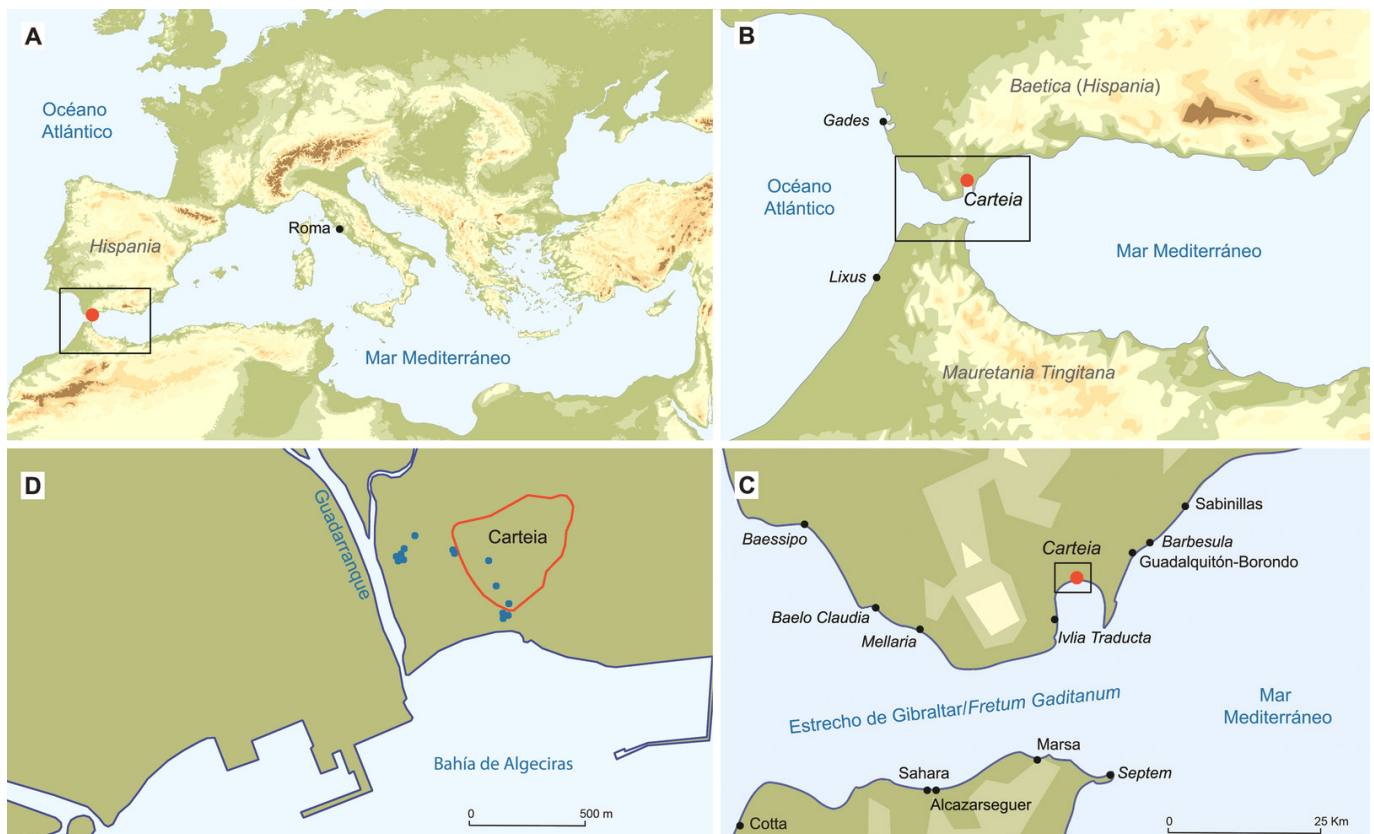 A
Océano
Atlántico
Roma
Hispania
Mar Mediterráneo
B
Baetica (Hispania)
Gades
Océano
Atlántico
Carteia
Mar Mediterráneo
Lixus
Mauretania Tingitana
D
Guadarranque
Carteia
Bahía de Algeciras
0
500 m
C
Sabinillas
Baessipo
Barbesula
Carteia
Guadalquitón-Borondo
Baelo Claudia
Mellaria
Ivlia Traducta
Estrecho de Gibraltar/Fretum Gaditanum
Mar
Mediterráneo
Marsa
Sahara
Septem
Alcazarseguer
Cotta
0
25 Km